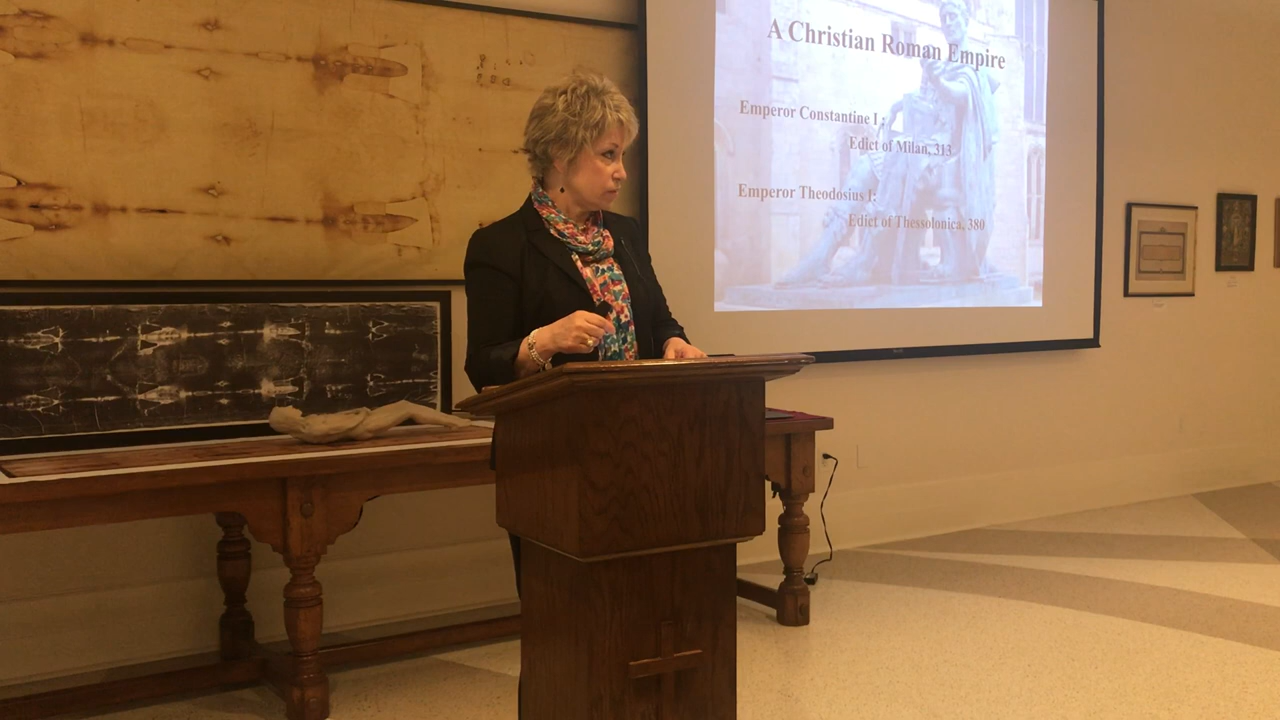 A Christian Roman Empire
Emperor Constantine I :
Edict of Milan, 313
Emperor Theodosius I:
Edict of Thessolonica, 380